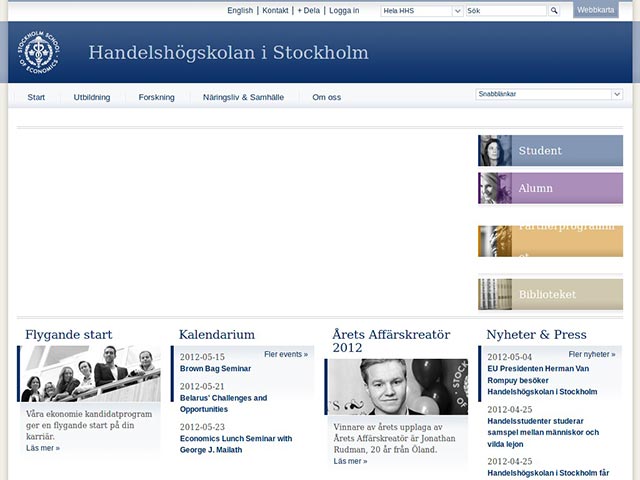 English | Kontakt | + Dela | Logga in
Hela HHS
Sök
Webbkarta
STOCKHOLM SCHOOL OF ECONOMICS
Handelshögskolan i Stockholm
Start
Utbildning
Forskning
Näringsliv & Samhälle
Om oss
Snabblänkar
Student
Alumn
Partnerprogramm
et
Biblioteket
Flygande start
Våra ekonomie kandidatprogram
ger en flygande start på din
karriär.
Läs mer »
Kalendarium
2012-05-15
Fler events »
Brown Bag Seminar
2012-05-21
Belarus' Challenges and
Opportunities
2012-05-23
Economics Lunch Seminar with
George J. Mailath
Årets Affärskreatör
2012
Vinnare av årets upplaga av
Årets Affärskreatör är Jonathan
Rudman, 20 år från Öland.
Läs mer »
Nyheter & Press
2012-05-04
Fler nyheter »
EU Presidenten Herman Van
Rompuy besöker
Handelshögskolan i Stockholm
2012-04-25
Handelsstudenter studerar
samspel mellan människor och
vilda lejon
2012-04-25
Handelshögskolan i Stockholm får